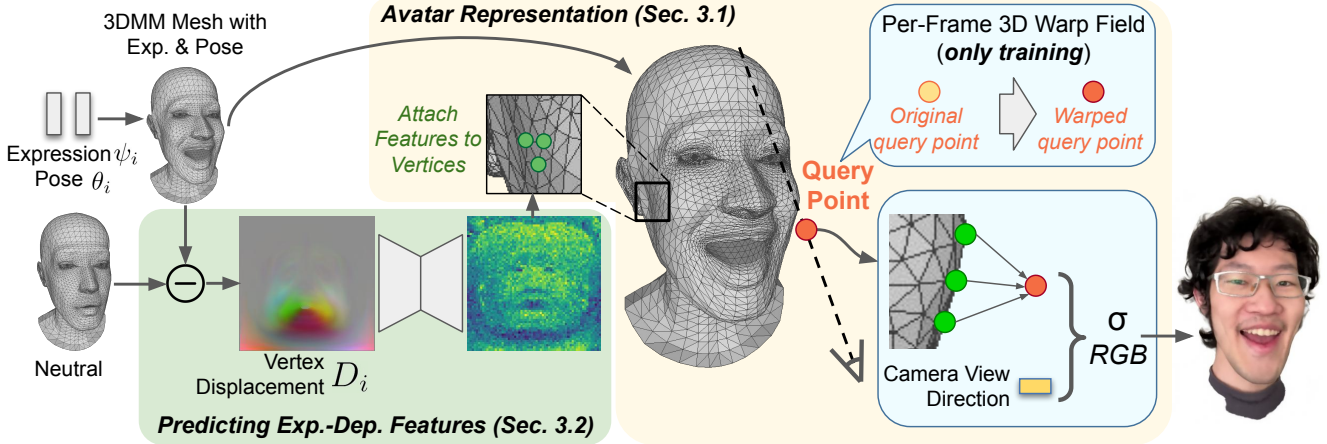 3DMM Mesh with
Exp. & Pose
Expression ψi
Pose θi
Neutral
Avatar Representation (Sec. 3.1)
Attach
Features to
Vertices
Vertex
Displacement Di
Predicting Exp.-Dep. Features (Sec. 3.2)
Query
Point
Per-Frame 3D Warp Field
(only training)
Original
query point
Warped
query point
Camera View
Direction
σ
RGB